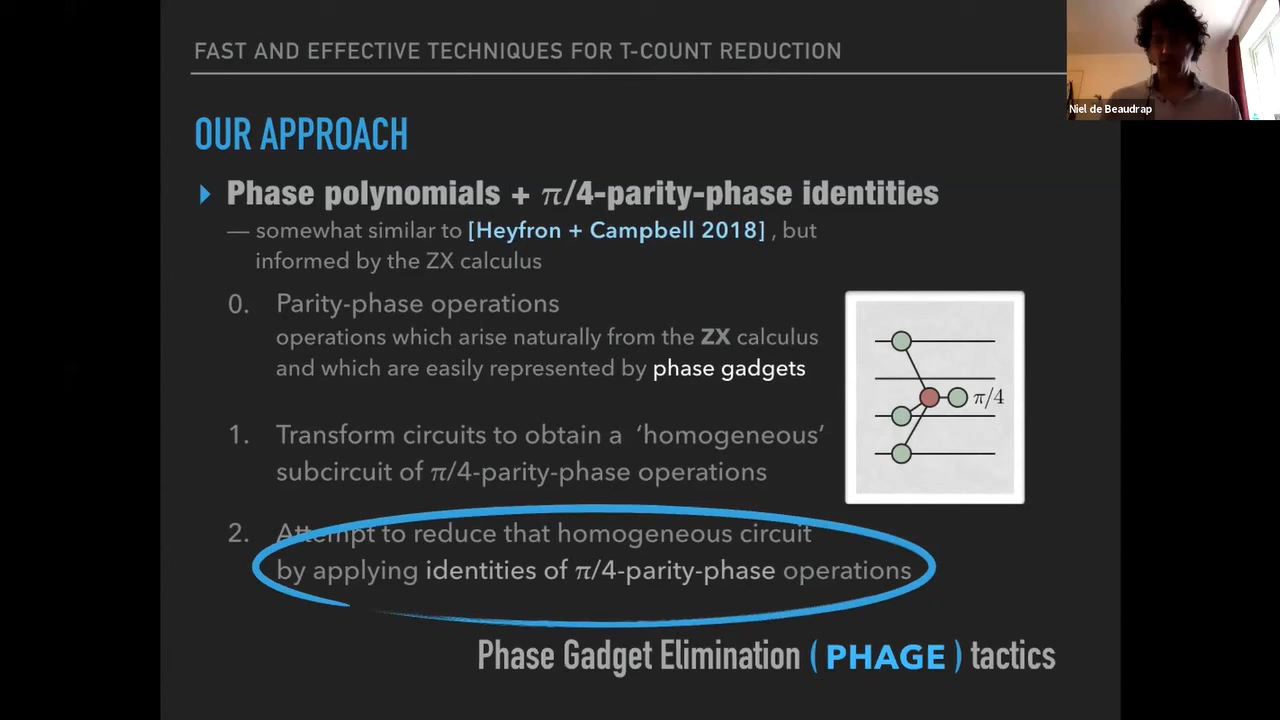 FAST AND EFFECTIVE TECHNIQUES FOR T-COUNT REDUCTION
Niel de Beaudrap
OUR APPROACH
Phase polynomials + π/4-parity-phase identities
— somewhat similar to [Heyfron + Campbell 2018] , but
informed by the ZX calculus
0. Parity-phase operations
operations which arise naturally from the ZX calculus
and which are easily represented by phase gadgets
π/4
1. Transform circuits to obtain a ‘homogeneous’
subcircuit of π/4-parity-phase operations
2. Attempt to reduce that homogeneous circuit
by applying identities of π/4-parity-phase operations
Phase Gadget Elimination ( PHAGE ) tactics